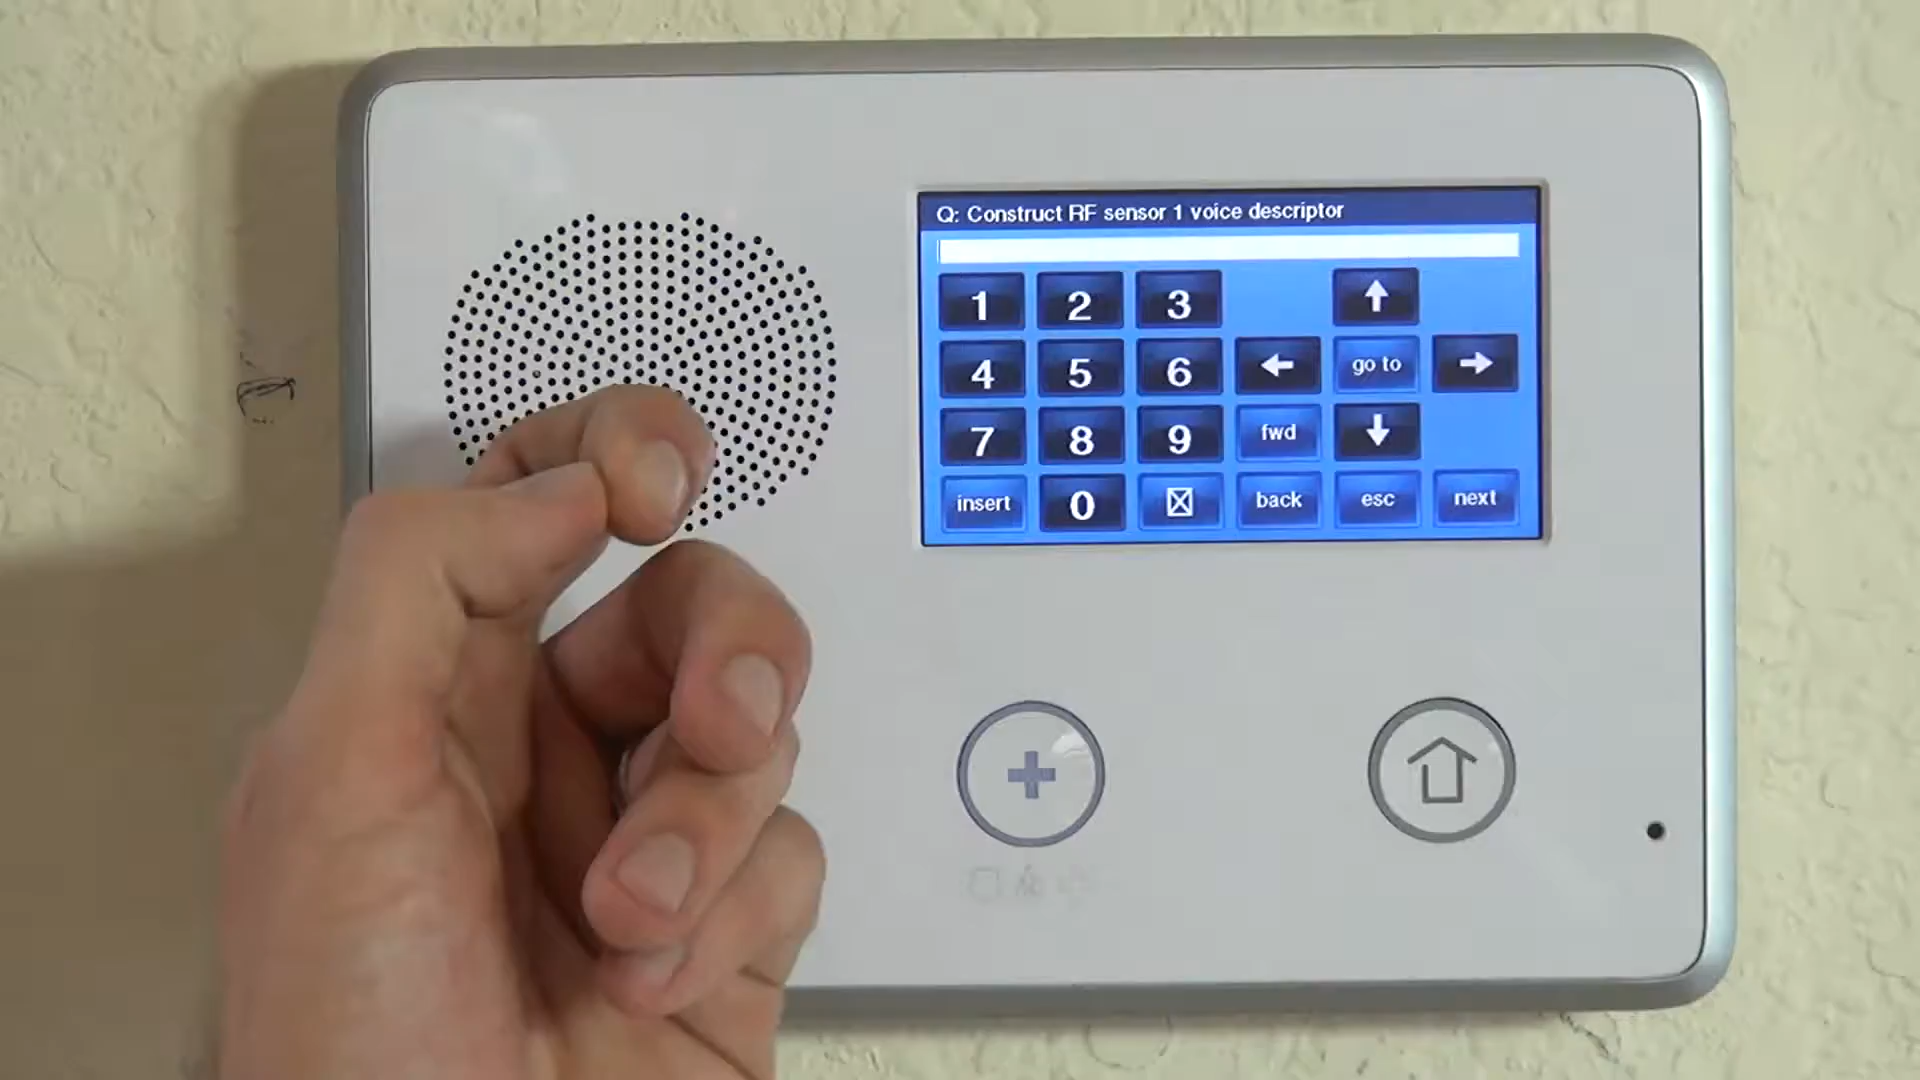 Q: Construct RF sensor 1 voice descriptor
1 2 3
4 5 6 go to
7 8 9 fwd
insert 0 back esc next